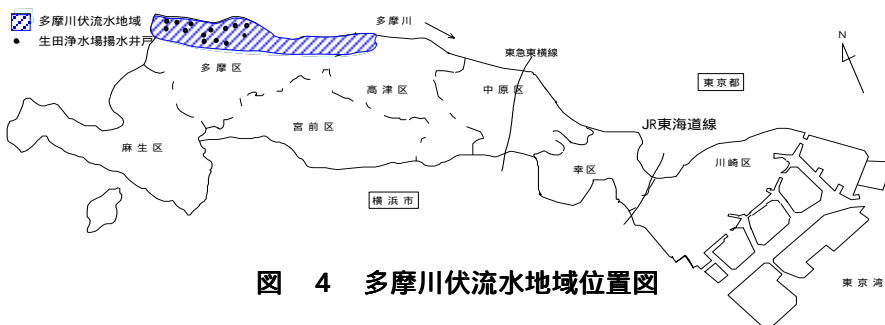 多摩川伏流水地域
生田浄水場揚水井戸
多摩川
東急東横線
N
多摩区
高津区
中原区
東京都
宮前区
麻生区
JR東海道線
川崎区
幸区
横浜市
東京湾
図 4 多摩川伏流水地域位置図